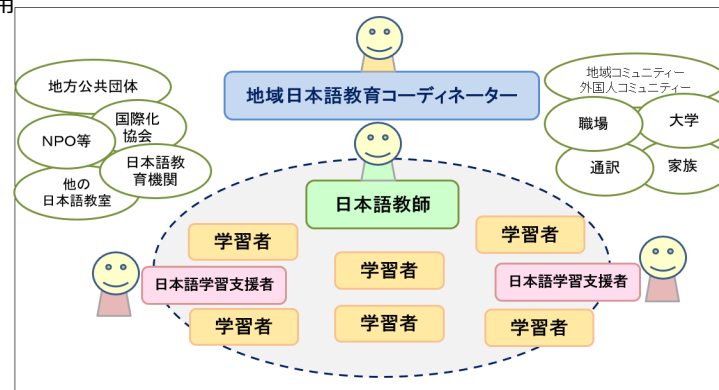 用
地域日本語教育コーディネーター
地方公共団体
国際化
協会
NPO等
日本語教
育機関
他の
日本語教室
地域コミュニティー
外国人コミュニティー
職場
大学
通訳
家族
日本語教師
学習者
学習者
学習者
日本語学習支援者
日本語学習支援者
学習者
学習者
学習者